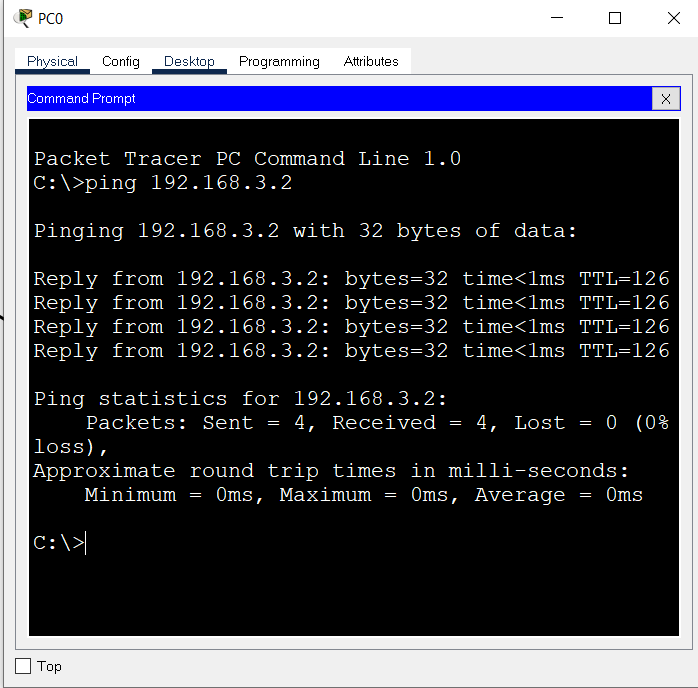 PC0
Physical Config Desktop Programming Attributes
Command Prompt
X
Packet Tracer PC Command Line 1.0
C:\>ping 192.168.3.2
Pinging 192.168.3.2 with 32 bytes of data:
Reply from 192.168.3.2: bytes=32 time<1ms TTL=126
Reply from 192.168.3.2: bytes=32 time<1ms TTL=126
Reply from 192.168.3.2: bytes=32 time<1ms TTL=126
Reply from 192.168.3.2: bytes=32 time<1ms TTL=126
Ping statistics for 192.168.3.2:
    Packets: Sent = 4, Received = 4, Lost = 0 (0%
loss),
Approximate round trip times in milli-seconds:
    Minimum = 0ms, Maximum = 0ms, Average = 0ms
C:\>
Top